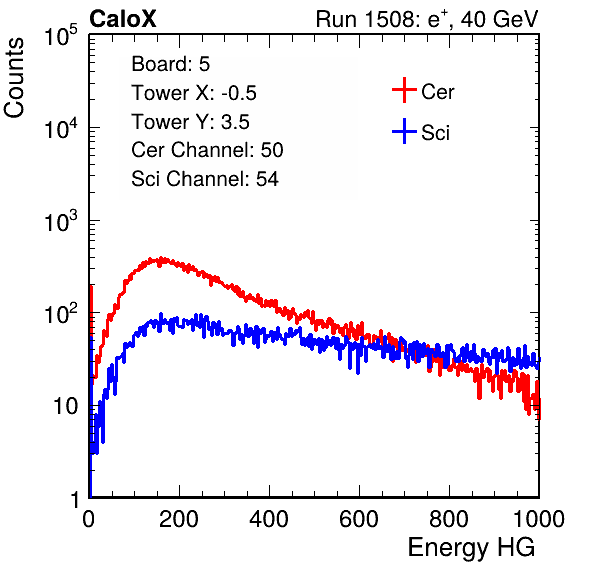 CaloX Run 1508: e⁺, 40 GeV
Counts
10⁵
10⁴
10³
10²
10
1
Board: 5
Tower X: -0.5
Tower Y: 3.5
Cer Channel: 50
Sci Channel: 54
Cer
Sci
0 200 400 600 800 1000
Energy HG